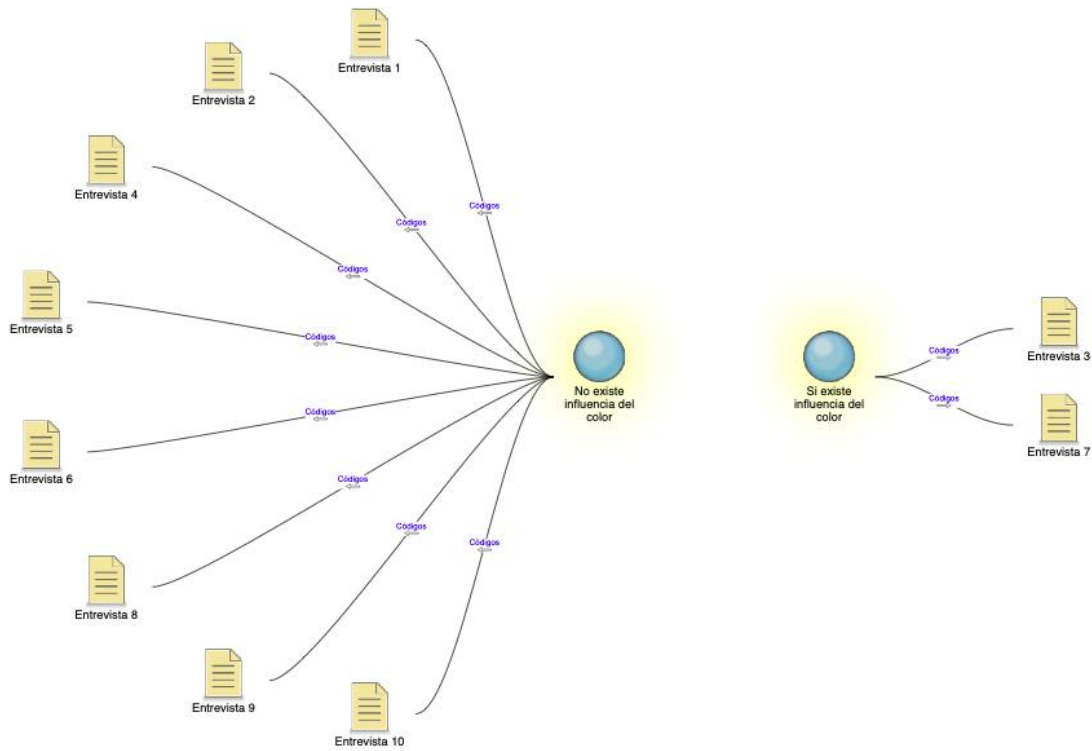 Entrevista 1
Entrevista 2
Entrevista 4
Códigos
Códigos
Códigos
Entrevista 5
Códigos
Entrevista 3
Códigos
No existe
influencia del
color
Si existe
influencia del
color
Códigos
Códigos
Entrevista 6
Entrevista 7
Códigos
Códigos
Códigos
Entrevista 8
Entrevista 9
Entrevista 10